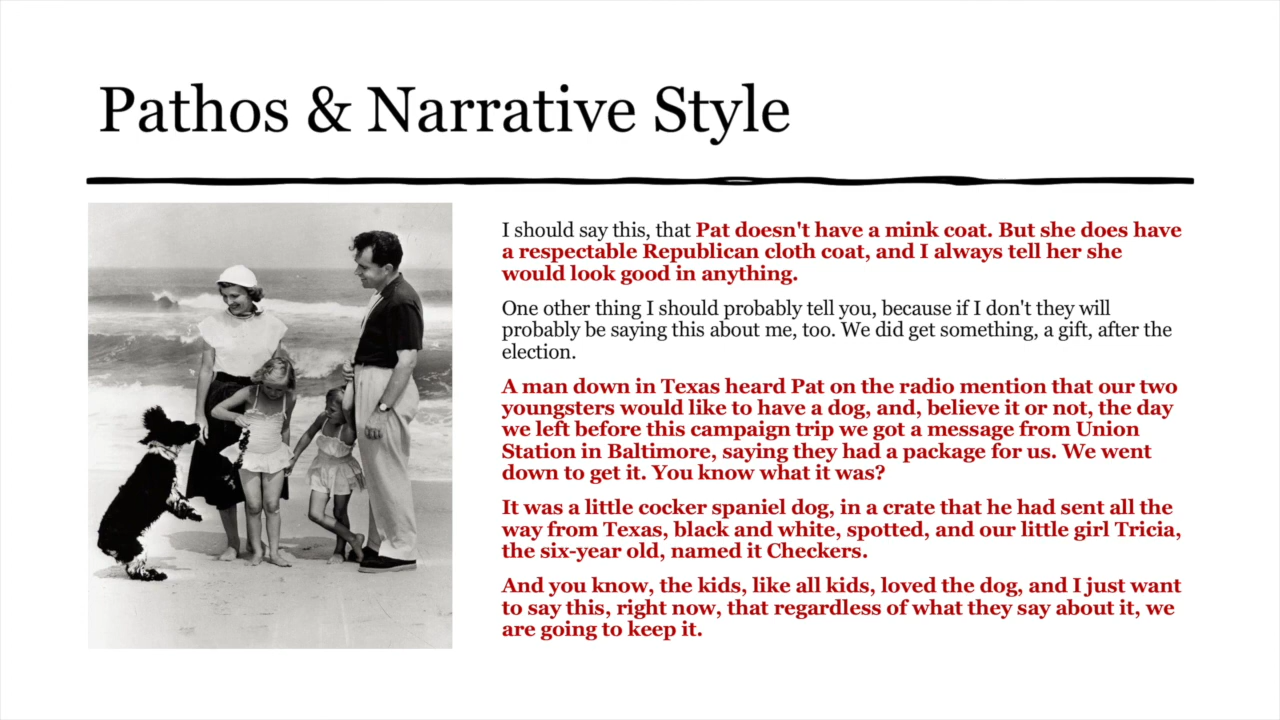 Pathos & Narrative Style
I should say this, that Pat doesn't have a mink coat. But she does have
a respectable Republican cloth coat, and I always tell her she
would look good in anything.
One other thing I should probably tell you, because if I don't they will
probably be saying this about me, too. We did get something, a gift, after the
election.
A man down in Texas heard Pat on the radio mention that our two
youngsters would like to have a dog, and, believe it or not, the day
we left before this campaign trip we got a message from Union
Station in Baltimore, saying they had a package for us. We went
down to get it. You know what it was?
It was a little cocker spaniel dog, in a crate that he had sent all the
way from Texas, black and white, spotted, and our little girl Tricia,
the six-year old, named it Checkers.
And you know, the kids, like all kids, loved the dog, and I just want
to say this, right now, that regardless of what they say about it, we
are going to keep it.